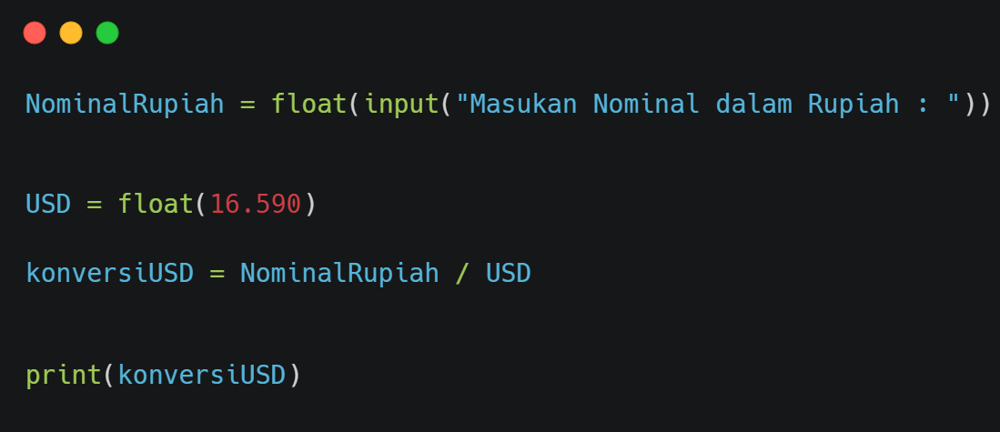 NominalRupiah = float(input("Masukan Nominal dalam Rupiah : "))
USD = float(16.590)
konversiUSD = NominalRupiah / USD
print(konversiUSD)